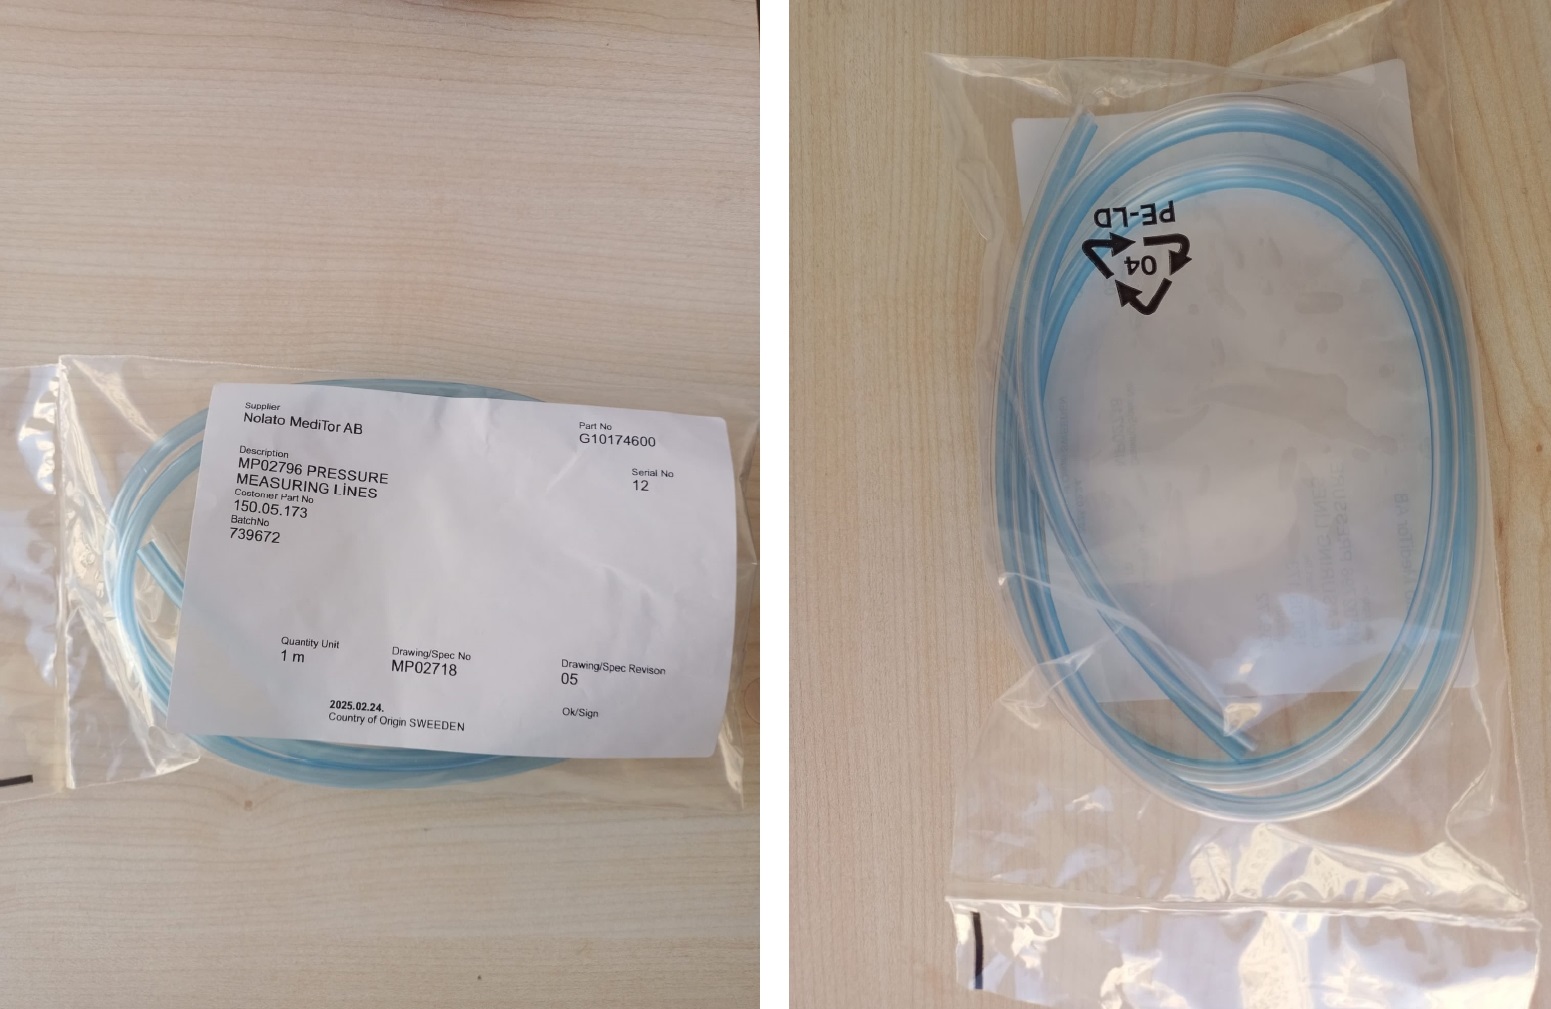 Supplier
Nolato MediTor AB
Part No
G10174600
Description
MP02796 PRESSURE
MEASURING LİNES
Serial No
12
Costomer Part No
150.05.173
BatchNo
739672
Quantity Unit
1 m
Drawing/Spec No
MP02718
Drawing/Spec Revison
05
2025.02.24.
Country of Origin SWEEDEN
Ok/Sign
PE-LD
04